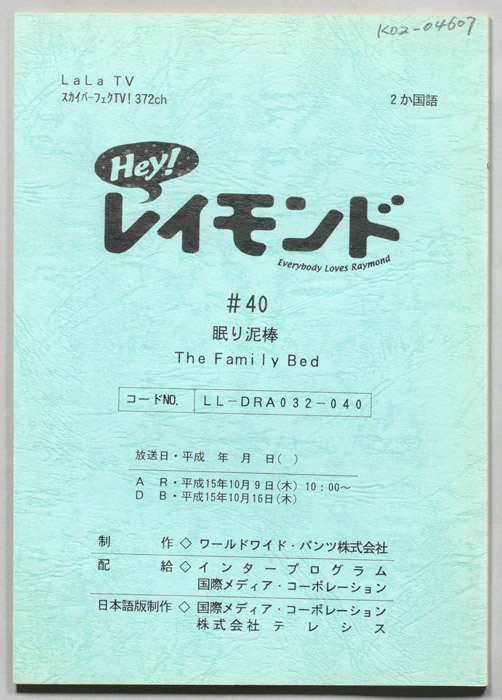 K02-04607
LaLa TV
スカイパーフェクTV! 372ch
2か国語
Hey!
レイモンド
Everybody Loves Raymond
#40
眠り泥棒
The Family Bed
コードNO. LL-DRA032-040
放送日・平成 年 月 日( )
A R・平成15年10月9日(木) 10:00~
D B・平成15年10月16日(木)
制 作◇ワールドワイド・パンツ株式会社
配 給◇インタープログラム
国際メディア・コーポレーション
日本語版制作◇国際メディア・コーポレーション
株式会社テレシス